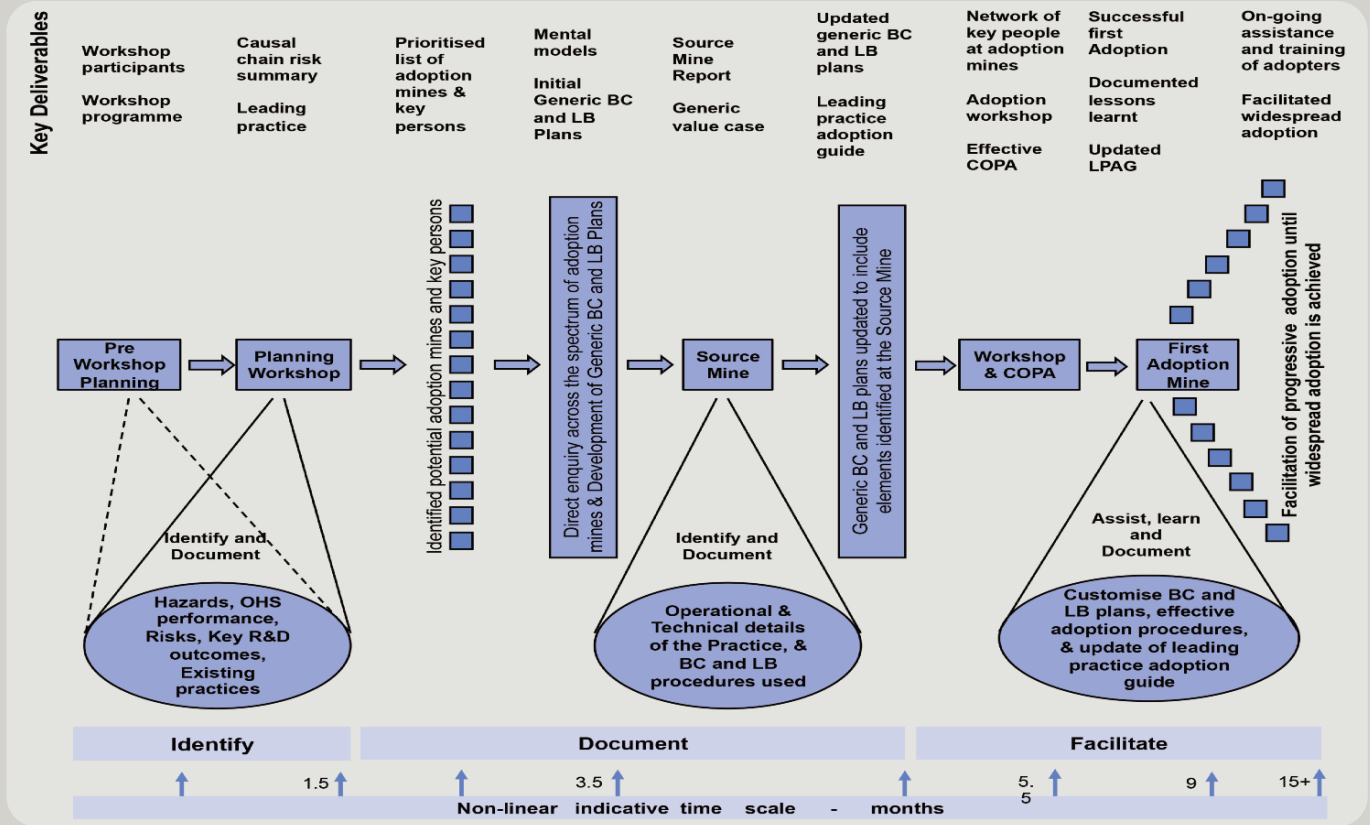 Key Deliverables
Workshop
participants
Workshop
programme
Causal
chain risk
summary
Leading
practice
Prioritised
list of
adoption
mines &
key
persons
Mental
models
Initial
Generic BC
and LB
Plans
Source
Mine
Report
Generic
value case
Updated
generic BC
and LB
plans
Leading
practice
adoption
guide
Network of
key people
at adoption
mines
Adoption
workshop
Effective
COPA
Successful
first
Adoption
Documented
lessons
learnt
Updated
LPAG
On-going
assistance
and training
of adopters
Facilitated
widespread
adoption
Pre
Workshop
Planning
Planning
Workshop
Identified potential adoption mines and key persons
Direct enquiry across the spectrum of adoption
mines & Development of Generic BC and LB Plans
Source
Mine
Generic BC and LB plans updated to include
elements identified at the Source Mine
Workshop
& COPA
First
Adoption
Mine
Facilitation of progressive adoption until
widespread adoption is achieved
Identify and
Document
Hazards, OHS
performance,
Risks, Key R&D
outcomes,
Existing
practices
Identify and
Document
Operational &
Technical details
of the Practice, &
BC and LB
procedures used
Assist, learn
and
Document
Customise BC and
LB plans, effective
adoption procedures,
& update of leading
practice adoption
guide
Identify
Document
Facilitate
1.5
3.5
5.
5
9
15+
Non-linear indicative time scale - months